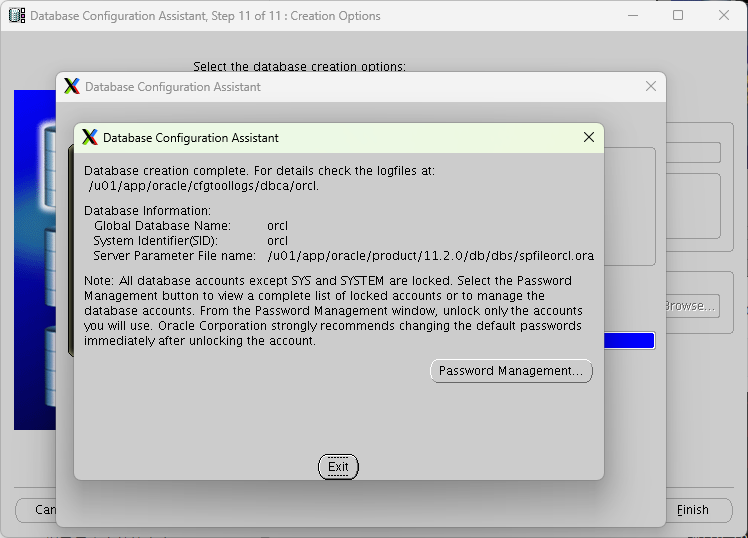 Database Configuration Assistant, Step 11 of 11 : Creation Options
Select the database creation options:
Database Configuration Assistant
Database Configuration Assistant
Database creation complete. For details check the logfiles at:
/u01/app/oracle/cfgtoollogs/dbca/orcl.
Database Information:
Global Database Name: orcl
System Identifier(SID): orcl
Server Parameter File name: /u01/app/oracle/product/11.2.0/db/dbs/spfileorcl.ora
Note: All database accounts except SYS and SYSTEM are locked. Select the Password
Management button to view a complete list of locked accounts or to manage the
database accounts. From the Password Management window, unlock only the accounts
you will use. Oracle Corporation strongly recommends changing the default passwords
immediately after unlocking the account.
Browse...
Password Management...
Exit
Can
Finish